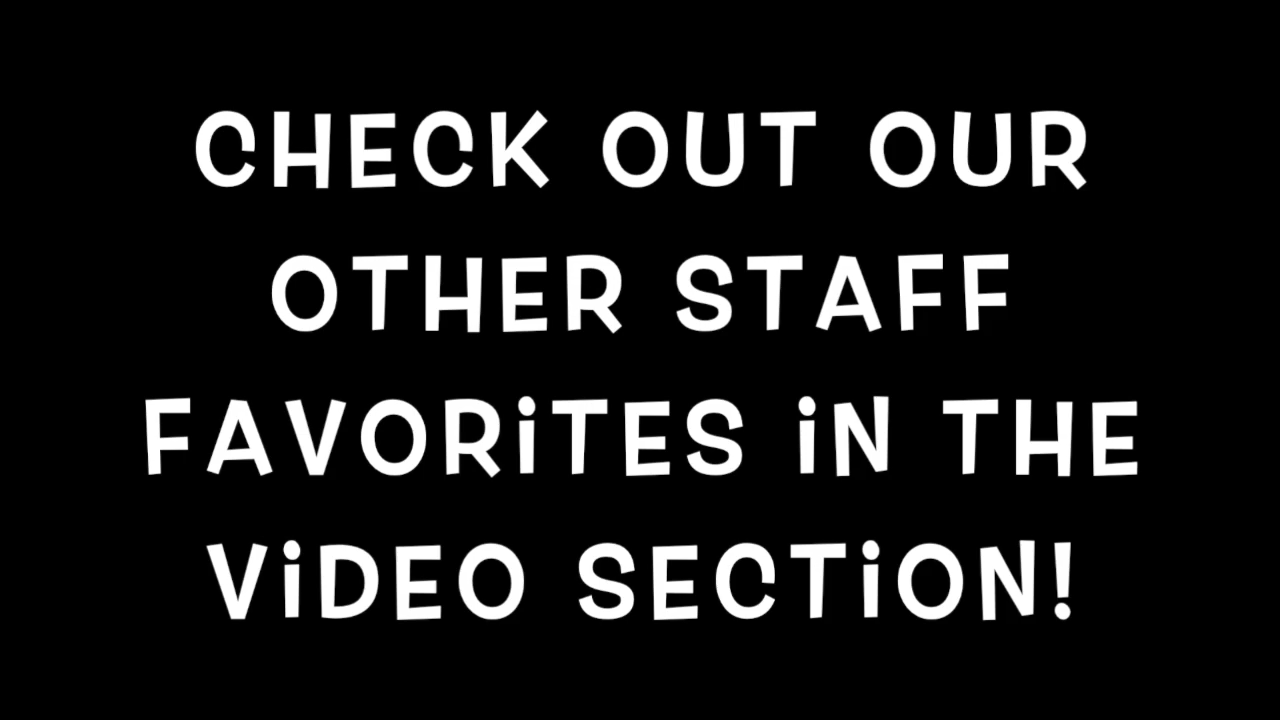 CHECK OUT OUR
OTHER STAFF
FAVORiTES iN THE
ViDEO SECTiON!